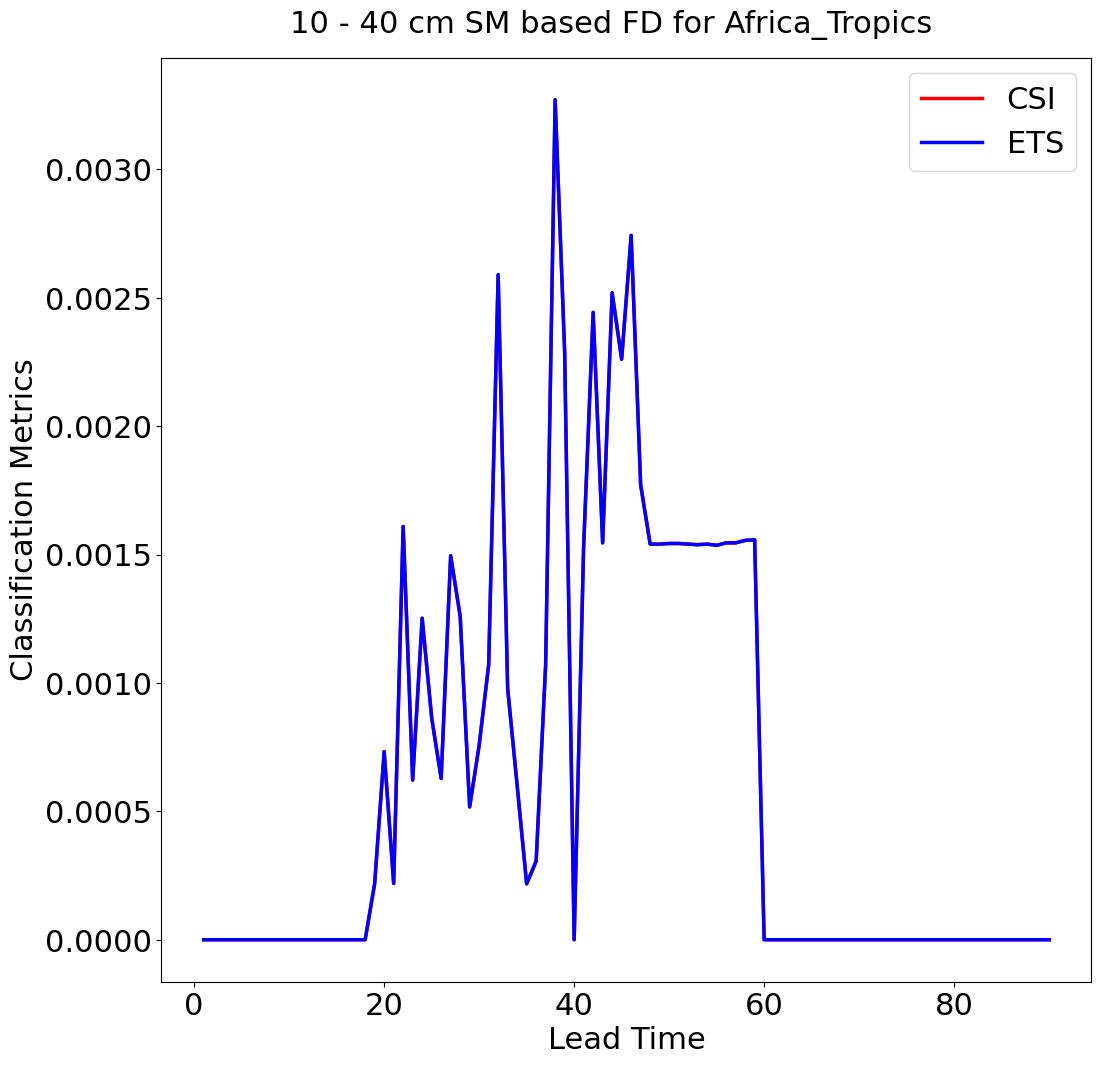 10 - 40 cm SM based FD for Africa_Tropics
CSI
ETS
Classification Metrics
0.0030
0.0025
0.0020
0.0015
0.0010
0.0005
0.0000
0 20 40 60 80
Lead Time